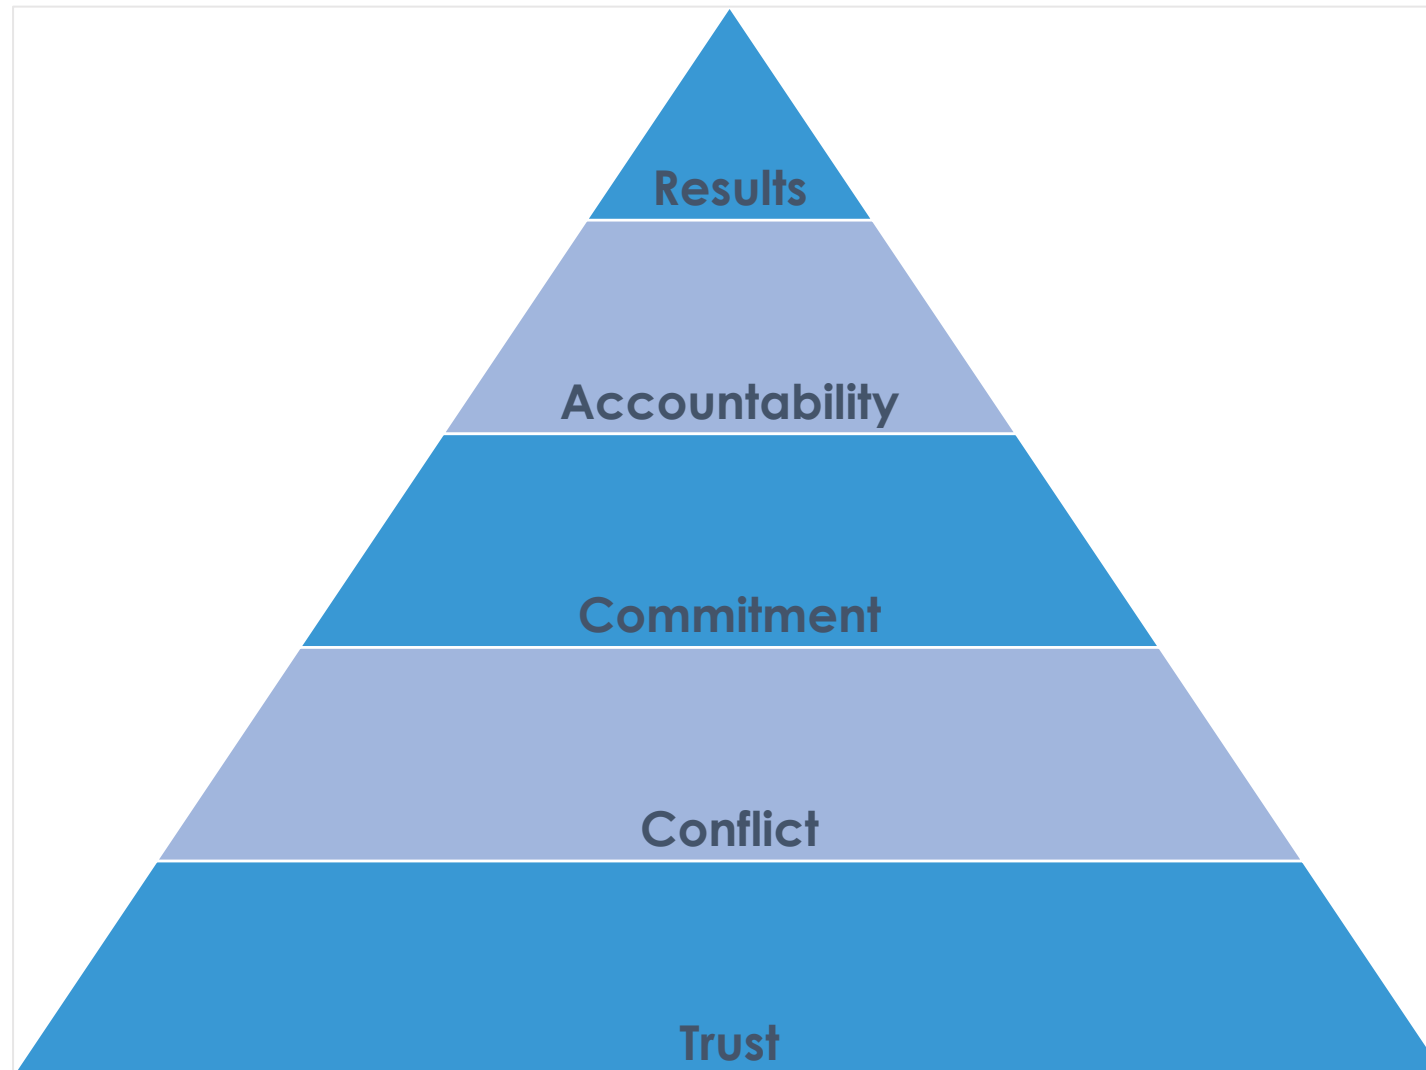 Results
Accountability
Commitment
Conflict
Trust